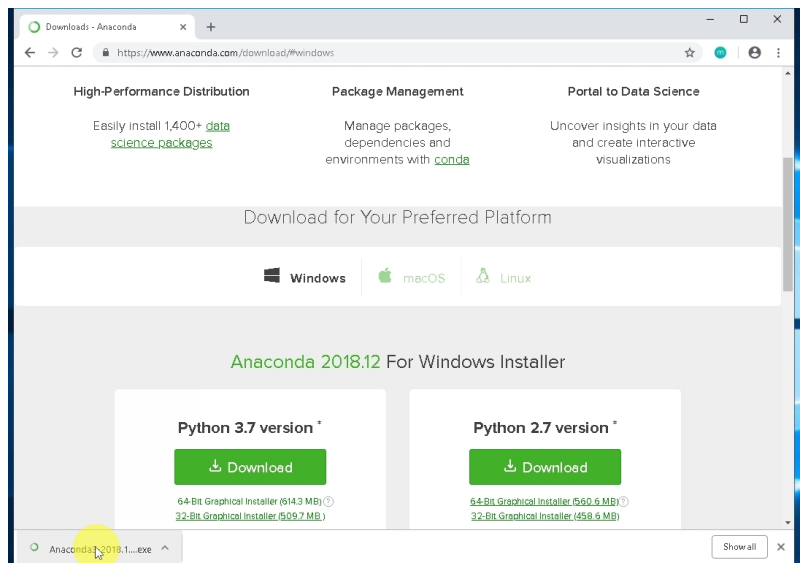 Downloads - Anaconda
https://www.anaconda.com/download/#windows
High-Performance Distribution
Easily install 1,400+ data
science packages
Package Management
Manage packages,
dependencies and
environments with conda
Portal to Data Science
Uncover insights in your data
and create interactive
visualizations
Download for Your Preferred Platform
Windows
macOS
Linux
Anaconda 2018.12 For Windows Installer
Python 3.7 version *
Download
64-Bit Graphical Installer (614.3 MB) ?
32-Bit Graphical Installer (509.7 MB )
Python 2.7 version *
Download
64-Bit Graphical Installer (560.6 MB) ?
32-Bit Graphical Installer (458.6 MB)
Anaconda3-2018.1....exe
Show all